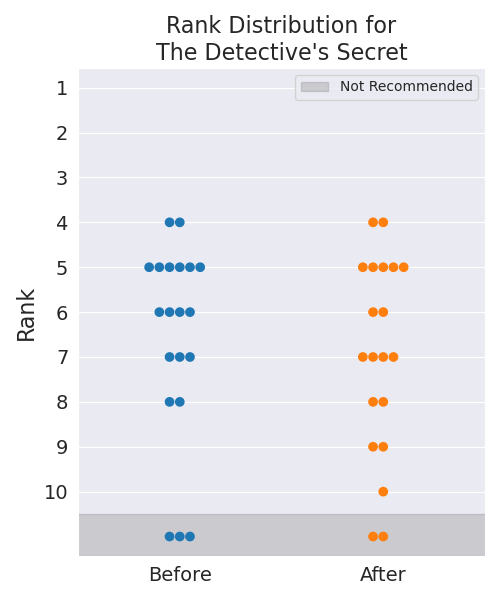 Rank Distribution for
The Detective's Secret
Not Recommended
1
2
3
4
5
6
7
8
9
10
Rank
Before After